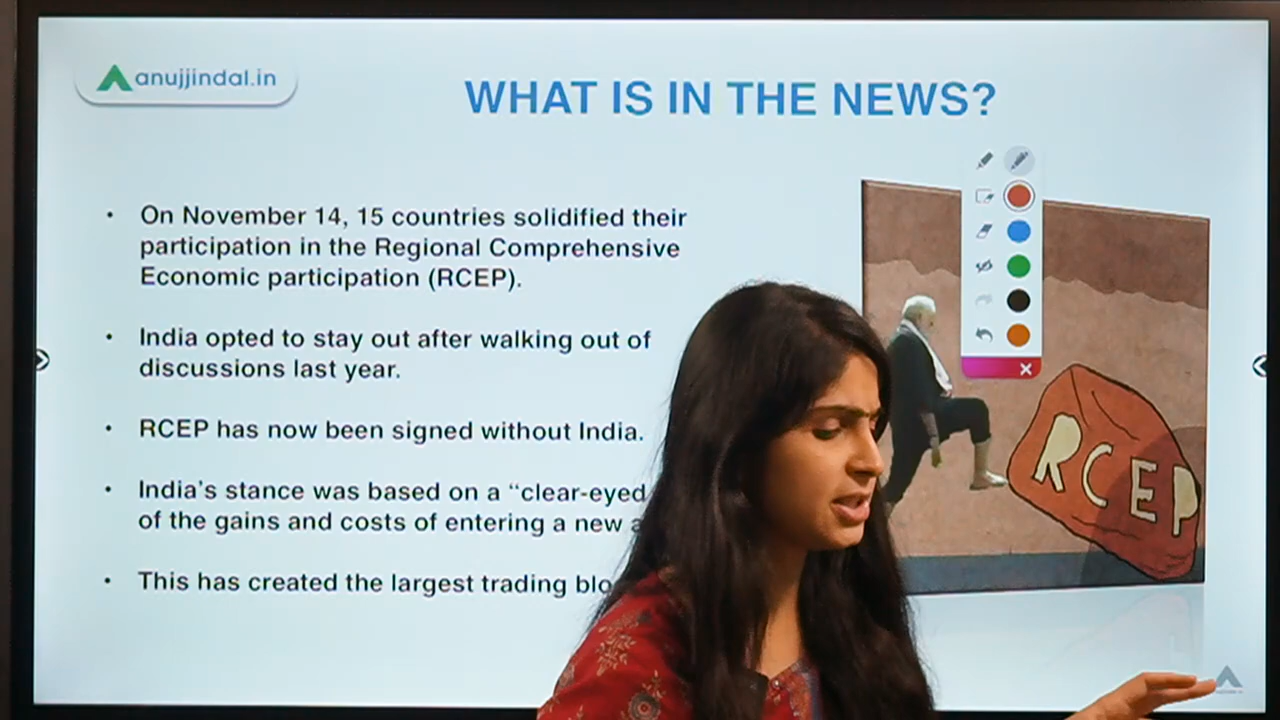 anujjindal.in
WHAT IS IN THE NEWS?
• On November 14, 15 countries solidified their
participation in the Regional Comprehensive
Economic participation (RCEP).
• India opted to stay out after walking out of
discussions last year.
• RCEP has now been signed without India.
• India's stance was based on a “clear-eyed
of the gains and costs of entering a new
• This has created the largest trading
RCEP